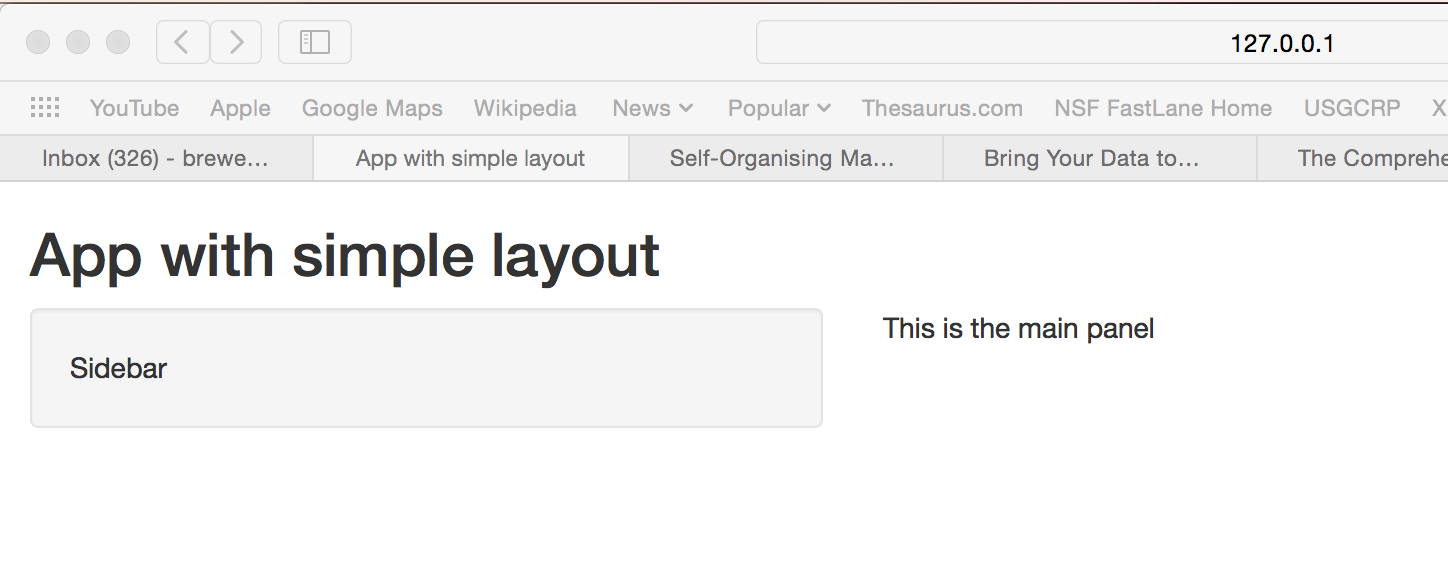 127.0.0.1
YouTube Apple Google Maps Wikipedia News Popular Thesaurus.com NSF FastLane Home USGCRP X
Inbox (326) - brewe… App with simple layout Self-Organising Ma… Bring Your Data to… The Comprehe
App with simple layout
Sidebar
This is the main panel